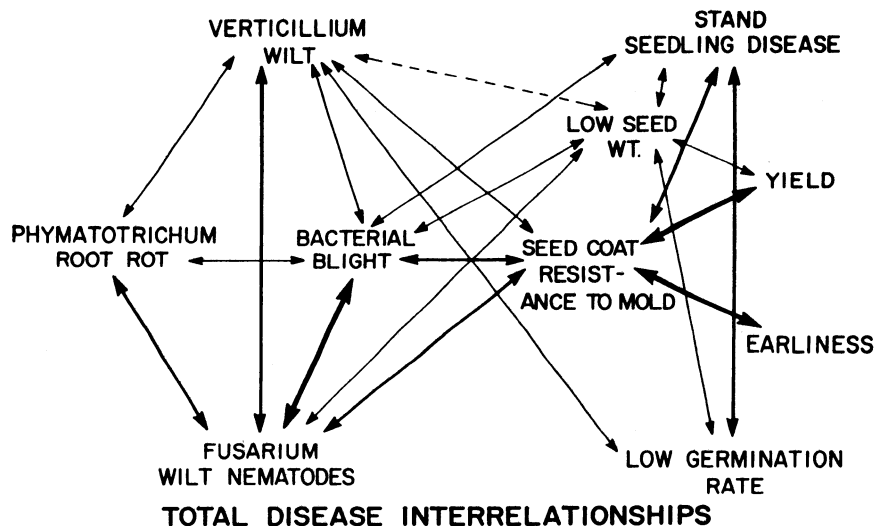 VERTICILLIUM
WILT
STAND
SEEDLING DISEASE
LOW SEED
WT.
YIELD
PHYMATOTRICHUM
ROOT ROT
BACTERIAL
BLIGHT
SEED COAT
RESIST-
ANCE TO MOLD
EARLINESS
FUSARIUM
WILT NEMATODES
LOW GERMINATION
RATE
TOTAL DISEASE INTERRELATIONSHIPS